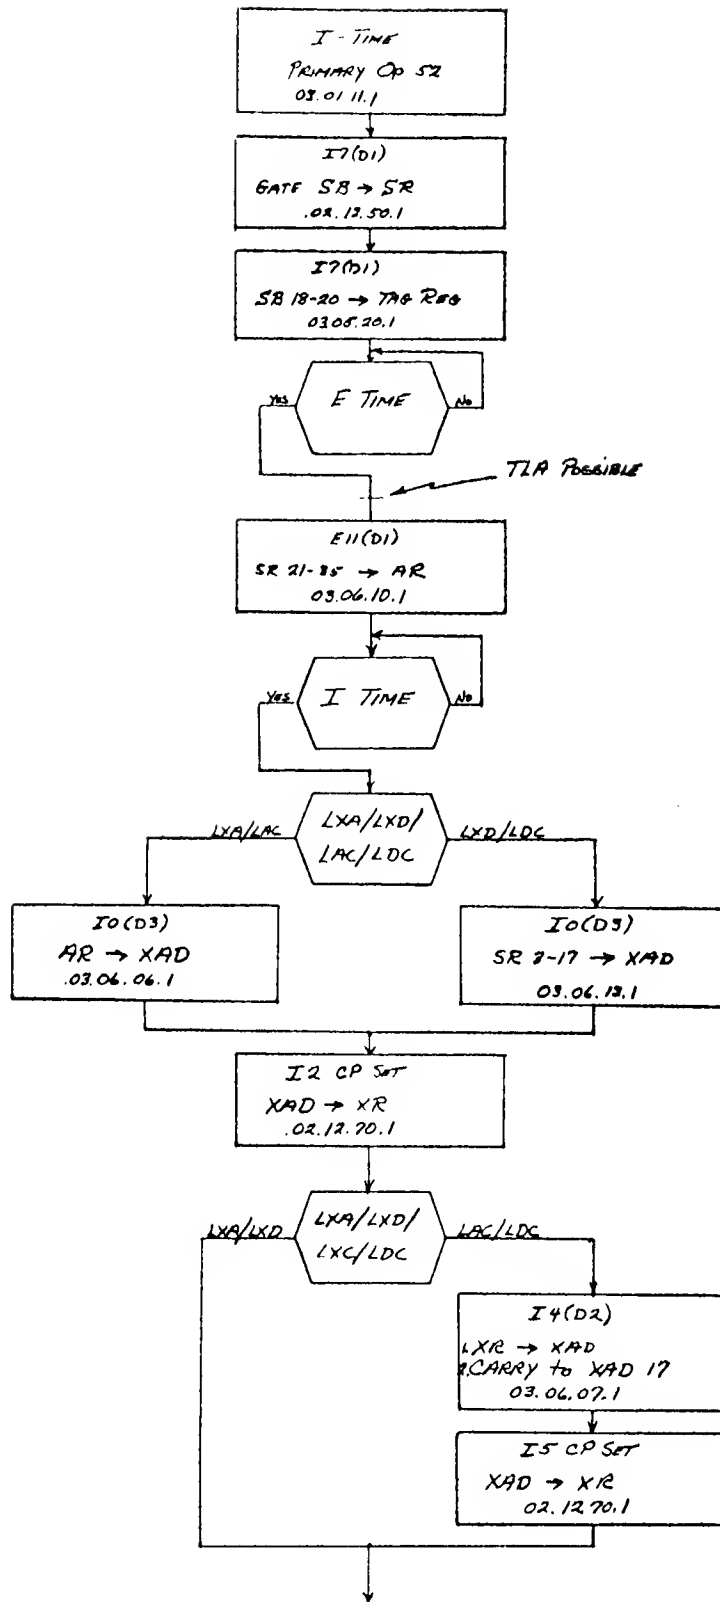 I-TIME
PRIMARY OP 52
03.01.11.1
I7(D1)
GATE SB → SR
.02.12.50.1
I7(D1)
SB 18-20 → TAG REG
03.05.20.1
E TIME
YES
NO
TLA POSSIBLE
E11(D1)
SR 21-35 → AR
03.06.10.1
I TIME
YES
NO
LXA/LXD/
LAC/LDC
LXA/LAC
LXD/LDC
I0(D3)
AR → XAD
.03.06.06.1
I0(D3)
SR 3-17 → XAD
03.06.13.1
I2 CP SET
XAD → XR
.02.12.70.1
LXA/LXD/
LXC/LDC
LXA/LXD
LAC/LDC
I4(D2)
1.XR → XAD
2.CARRY to XAD 17
03.06.07.1
I5 CP SET
XAD → XR
02.12.70.1